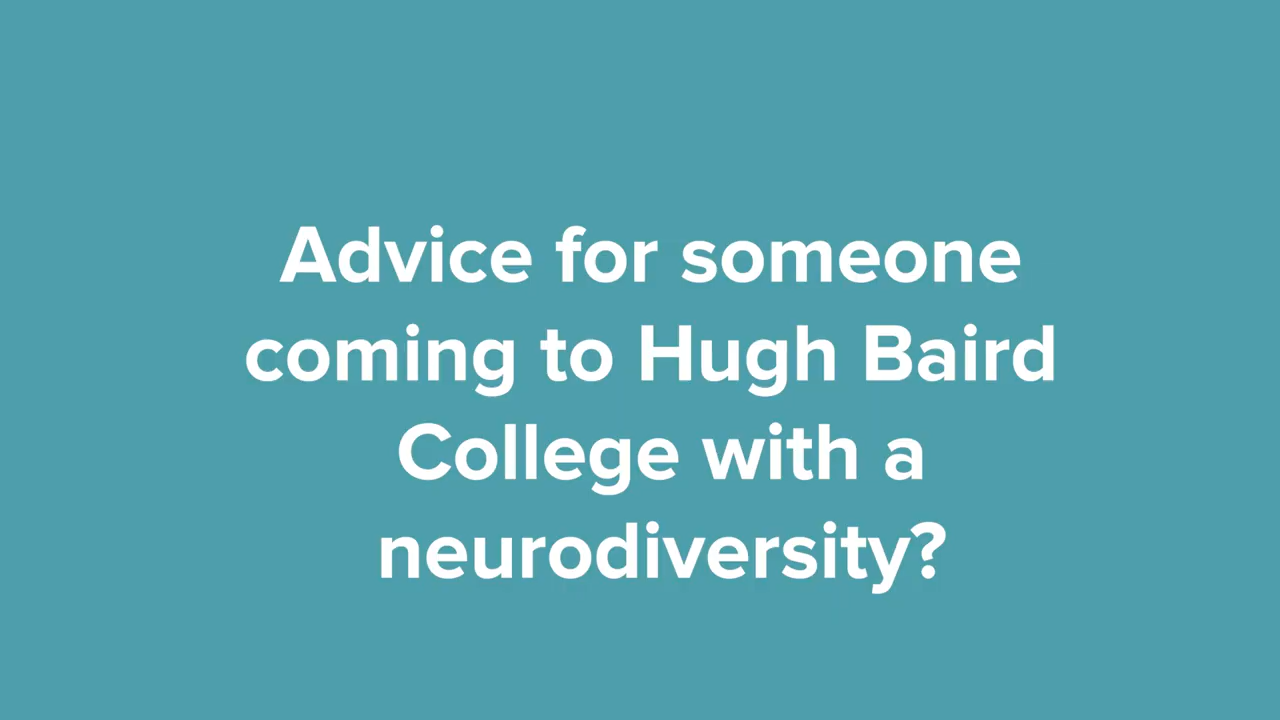 Advice for someone
coming to Hugh Baird
College with a
neurodiversity?